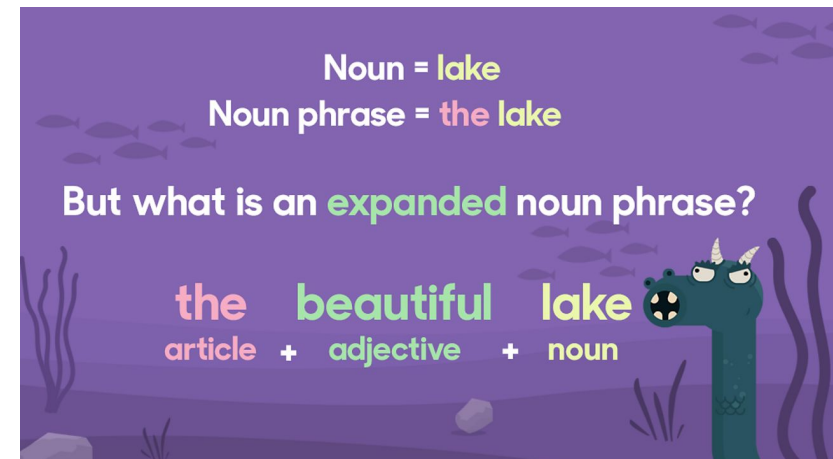 Noun = lake
Noun phrase = the lake
But what is an expanded noun phrase?
the beautiful lake
article + adjective + noun